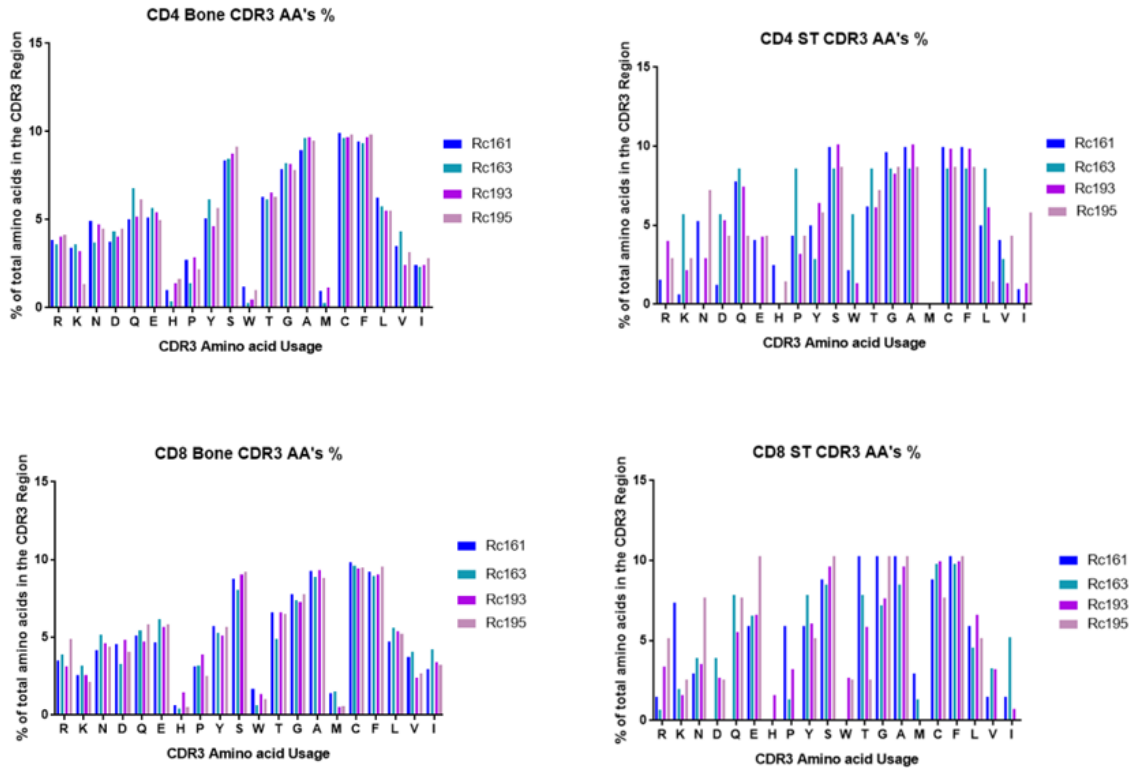 CD4 Bone CDR3 AA's %
% of total amino acids in the CDR3 Region
15
10
5
0
R K N D Q E H P Y S W T G A M C F L V I
CDR3 Amino acid Usage
Rc161
Rc163
Rc193
Rc195
CD4 ST CDR3 AA's %
% of total amino acids in the CDR3 Region
15
10
5
0
R K N D Q E H P Y S W T G A M C F L V I
CDR3 Amino acid Usage
Rc161
Rc163
Rc193
Rc195
CD8 Bone CDR3 AA's %
% of total amino acids in the CDR3 Region
15
10
5
0
R K N D Q E H P Y S W T G A M C F L V I
CDR3 Amino acid Usage
Rc161
Rc163
Rc193
Rc195
CD8 ST CDR3 AA's %
% of total amino acids in the CDR3 Region
15
10
5
0
R K N D Q E H P Y S W T G A M C F L V I
CDR3 Amino acid Usage
Rc161
Rc163
Rc193
Rc195